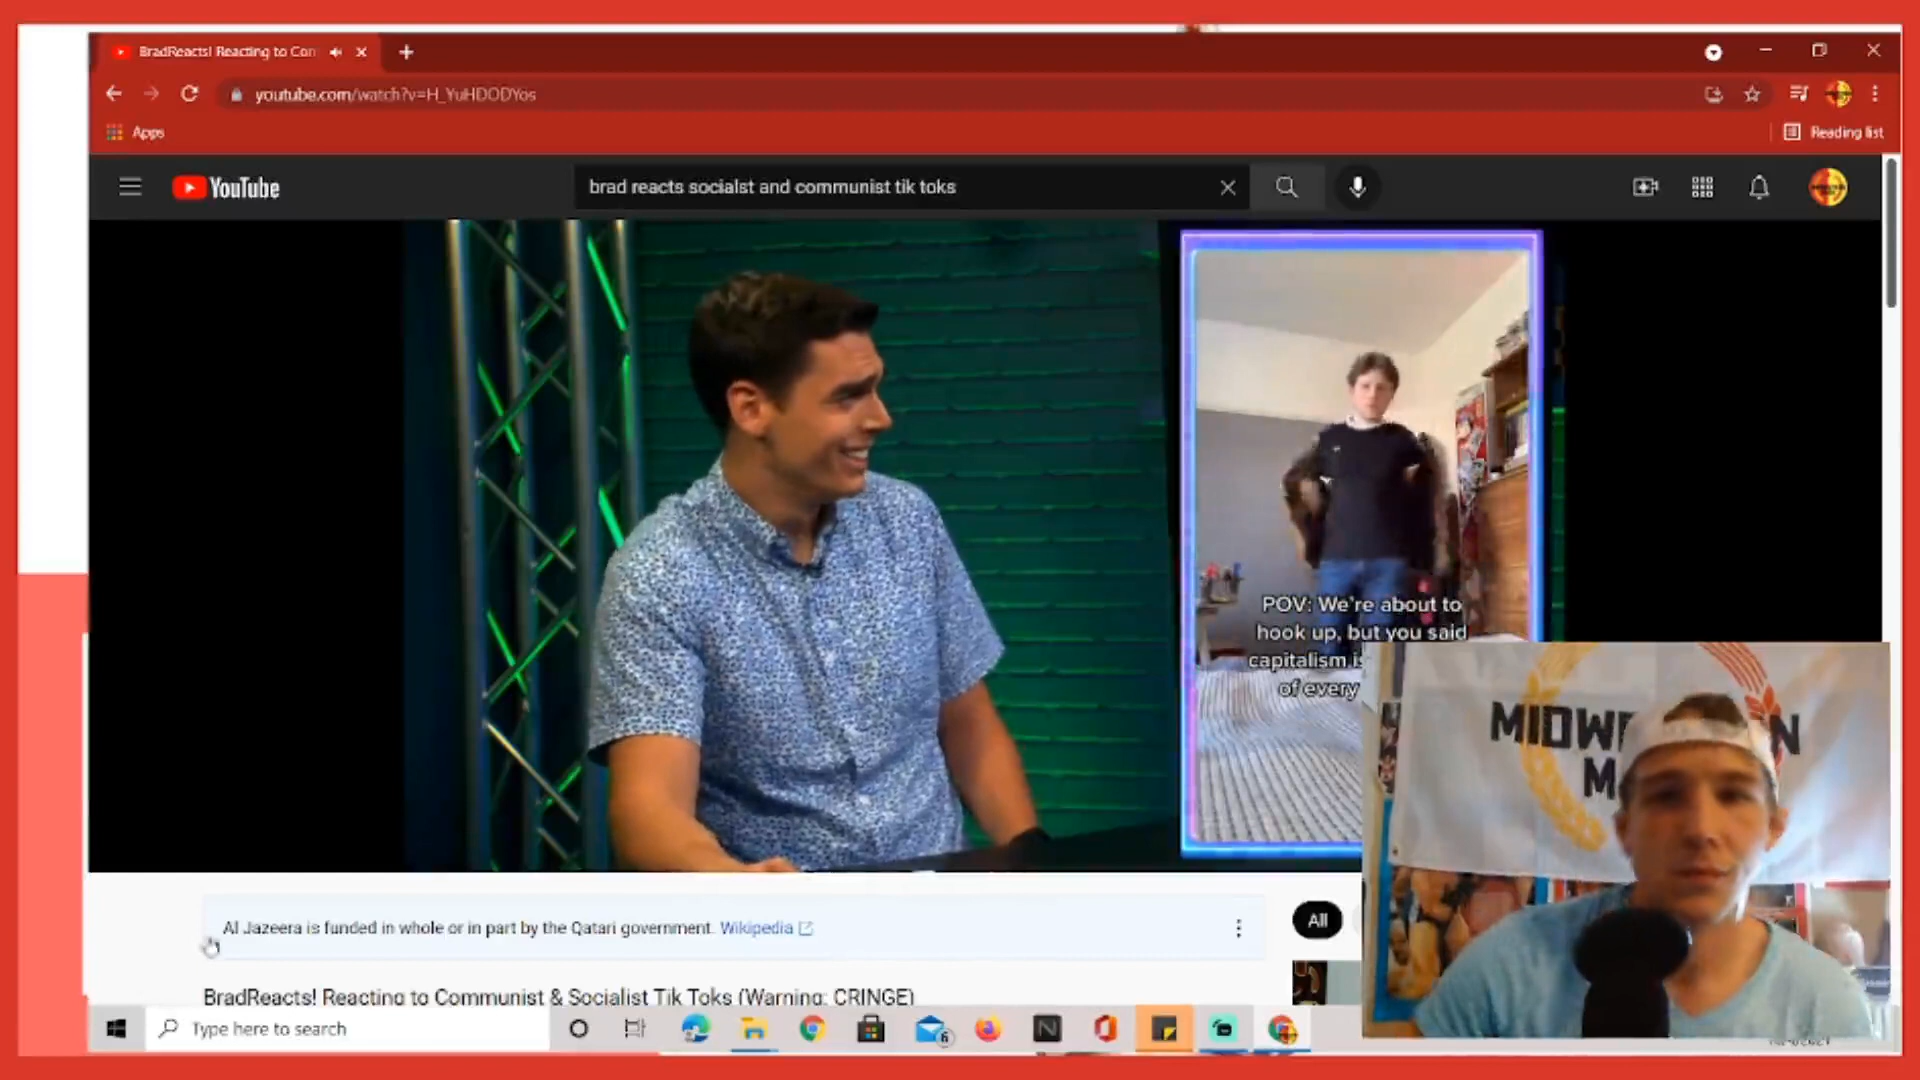 BradReacts! Reacting to Con
youtube.com/watch?v=H_YuHDODYos
Apps
Reading list
YouTube
brad reacts socialst and communist tik toks
POV: We're about to
hook up, but you said
capitalism is
of every
MIDWE N
M
Al Jazeera is funded in whole or in part by the Qatari government. Wikipedia
All
BradReacts! Reacting to Communist & Socialist Tik Toks (Warning: CRINGE)
Type here to search
6
N